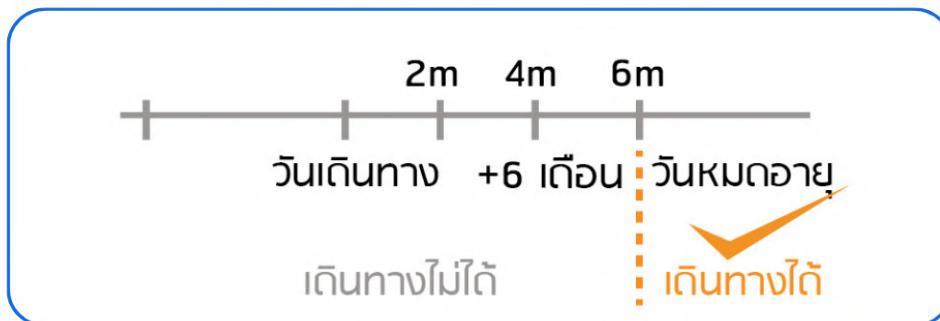 2m 4m 6m
วันเดินทาง +6 เดือน วันหมดอายุ
เดินทางไม่ได้ เดินทางได้